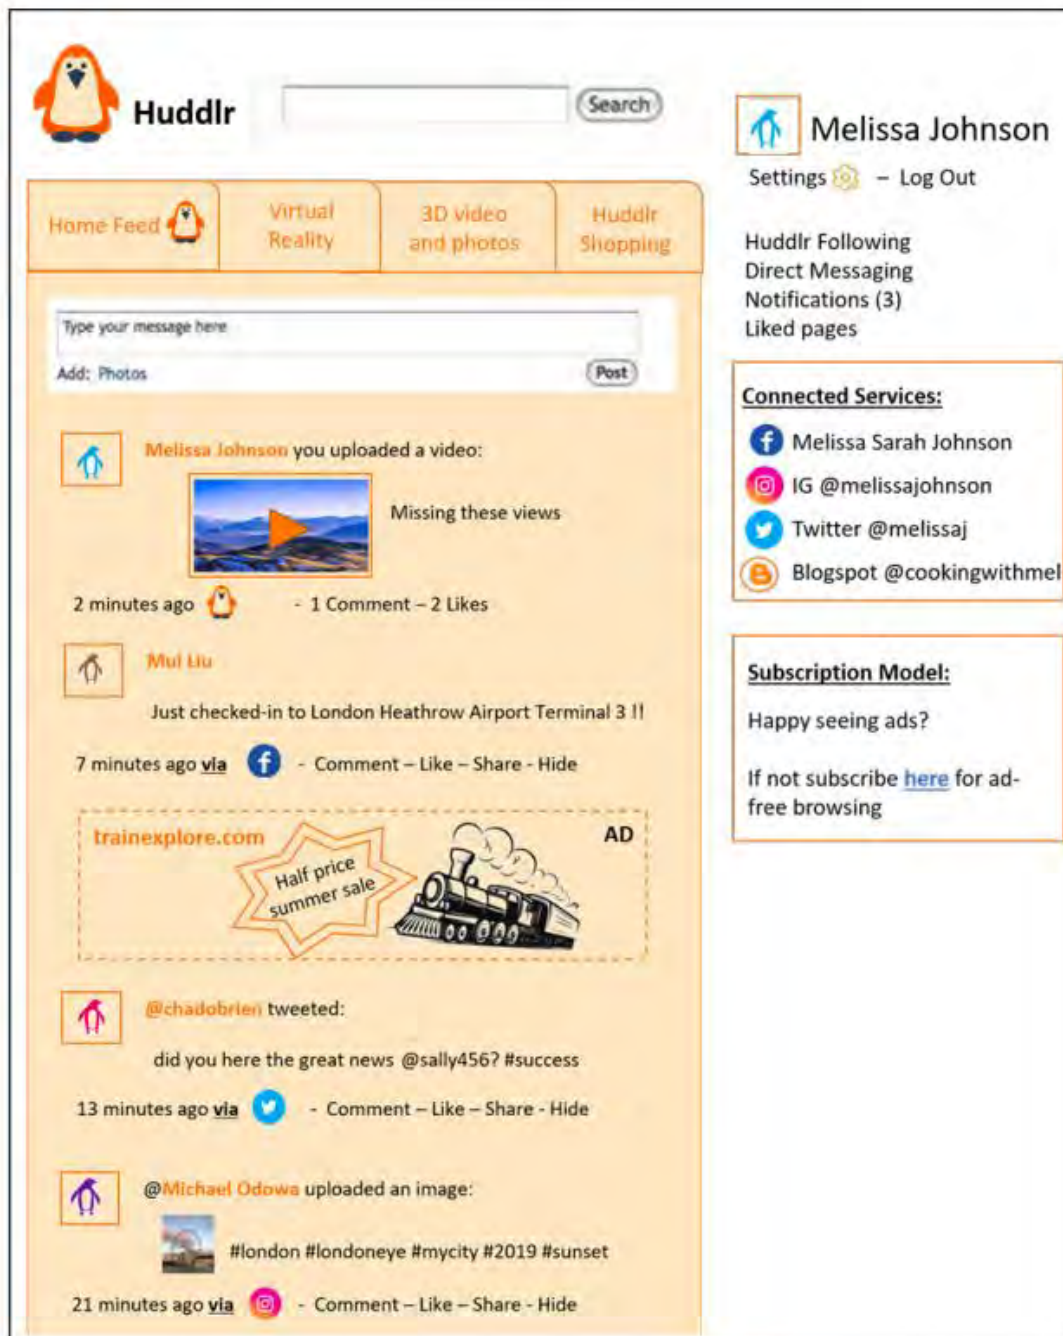 Huddlr
Search
Melissa Johnson
Settings – Log Out
Huddlr Following
Direct Messaging
Notifications (3)
Liked pages
Home Feed
Virtual
Reality
3D video
and photos
Huddlr
Shopping
Type your message here
Add: Photos
Post
Melissa Johnson you uploaded a video:
Missing these views
2 minutes ago - 1 Comment – 2 Likes
Mui Liu
Just checked-in to London Heathrow Airport Terminal 3 !!
7 minutes ago via - Comment – Like – Share - Hide
trainexplore.com
Half price
summer sale
AD
@chadobrien tweeted:
did you here the great news @sally456? #success
13 minutes ago via - Comment – Like – Share - Hide
@Michael Odowa uploaded an image:
#london #londoneye #mycity #2019 #sunset
21 minutes ago via - Comment – Like – Share - Hide
Connected Services:
Melissa Sarah Johnson
IG @melissajohnson
Twitter @melissaj
Blogspot @cookingwithmel
Subscription Model:
Happy seeing ads?
If not subscribe here for ad-
free browsing